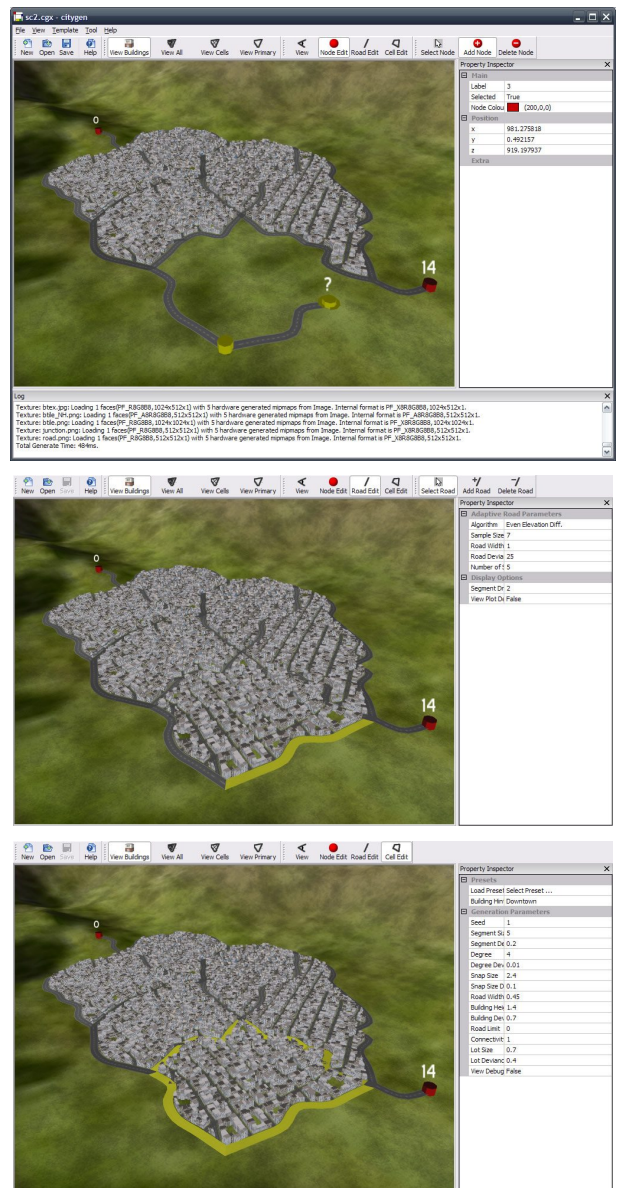 sc2.cgx - citygen
File View Template Tool Help
New Open Save Help View Buildings View All View Cells View Primary View Node Edit Road Edit Cell Edit Select Node Add Node Delete Node
Property Inspector X
Main
Label 3
Selected True
Node Colou (200,0,0)
Position
x 981.275818
y 0.492157
z 919.197937
Extra
0
14
?
Log X
Texture: btex.jpg: Loading 1 faces(PF_R8G8B8,1024x512x1) with 5 hardware generated mipmaps from Image. Internal format is PF_X8R8G8B8,1024x512x1.
Texture: btile_NH.png: Loading 1 faces(PF_A8R8G8B8,512x512x1) with 5 hardware generated mipmaps from Image. Internal format is PF_A8R8G8B8,512x512x1.
Texture: btile.png: Loading 1 faces(PF_R8G8B8,1024x1024x1) with 5 hardware generated mipmaps from Image. Internal format is PF_X8R8G8B8,1024x1024x1.
Texture: junction.png: Loading 1 faces(PF_R8G8B8,512x512x1) with 5 hardware generated mipmaps from Image. Internal format is PF_X8R8G8B8,512x512x1.
Texture: road.png: Loading 1 faces(PF_R8G8B8,512x512x1) with 5 hardware generated mipmaps from Image. Internal format is PF_X8R8G8B8,512x512x1.
Total Generate Time: 484ms.
New Open Save Help View Buildings View All View Cells View Primary View Node Edit Road Edit Cell Edit Select Road Add Road Delete Road
Property Inspector X
Adaptive Road Parameters
Algorithm Even Elevation Diff.
Sample Size 7
Road Width 1
Road Devia 25
Number of S 5
Display Options
Segment Dr 2
View Plot De False
0
14
New Open Save Help View Buildings View All View Cells View Primary View Node Edit Road Edit Cell Edit
Property Inspector X
Presets
Load Preset Select Preset ...
Building Hint Downtown
Generation Parameters
Seed 1
Segment Siz 5
Segment De 0.2
Degree 4
Degree Dev 0.01
Snap Size 2.4
Snap Size D 0.1
Road Width 0.45
Building Heig 1.4
Building Dev 0.7
Road Limit 0
Connectivit 1
Lot Size 0.7
Lot Devianc 0.4
View Debug False
0
14